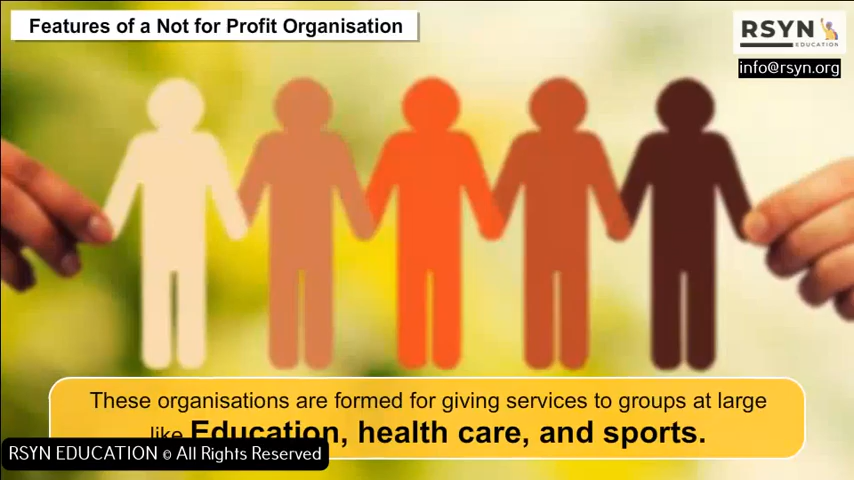 Features of a Not for Profit Organisation
RSYN
EDUCATION
info@rsyn.org
These organisations are formed for giving services to groups at large
like Education, health care, and sports.
RSYN EDUCATION © All Rights Reserved